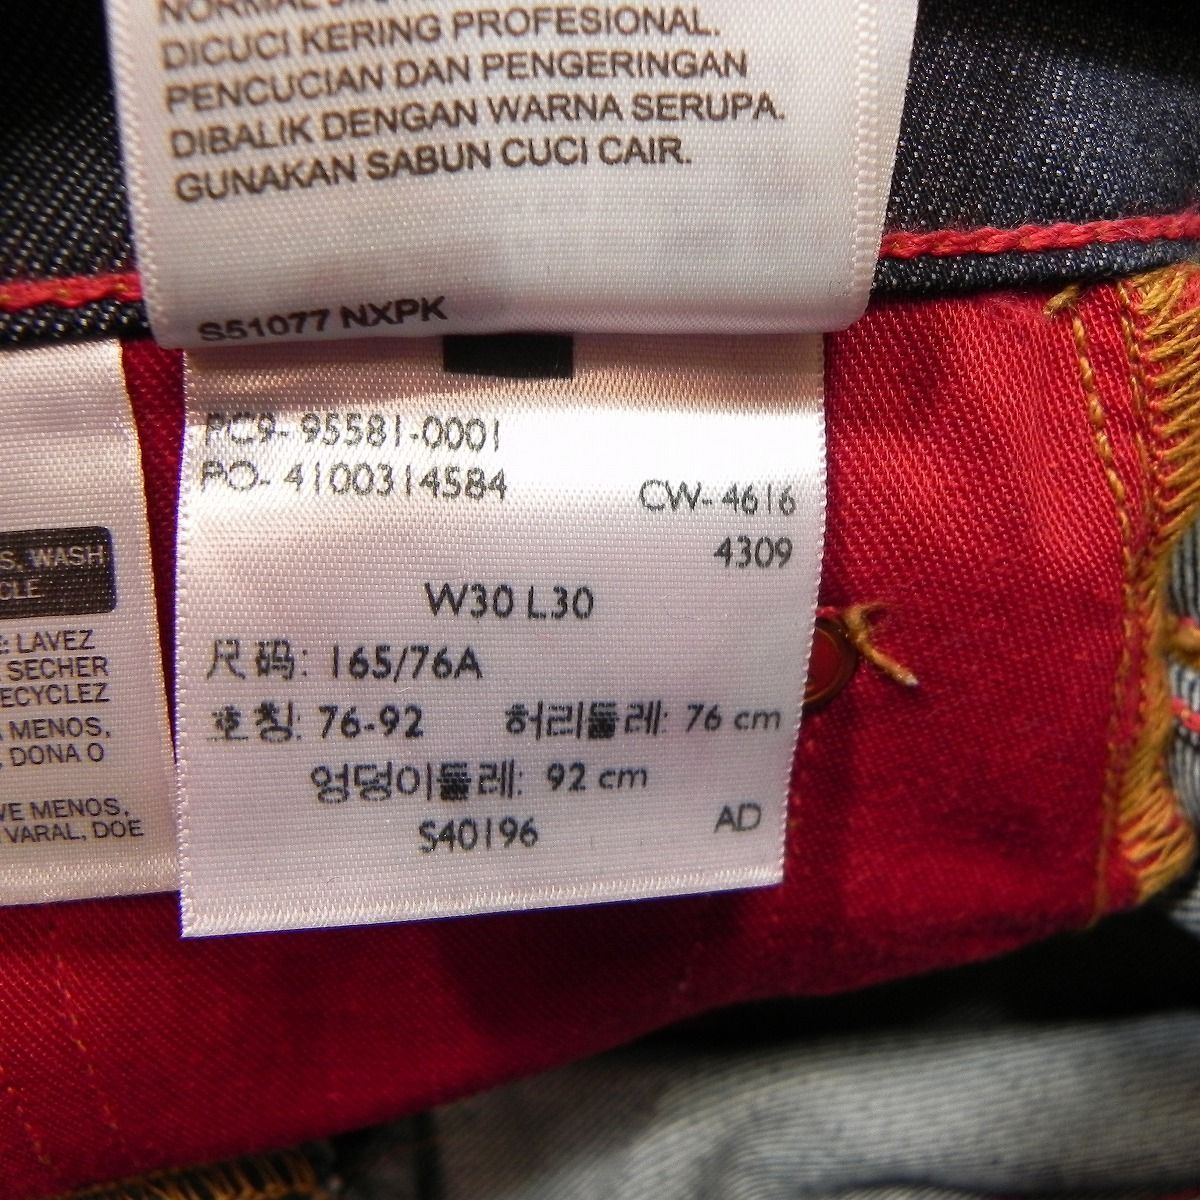 NORMAL
DICUCI KERING PROFESIONAL.
PENCUCIAN DAN PENGERINGAN
DIBALIK DENGAN WARNA SERUPA.
GUNAKAN SABUN CUCI CAIR.
S51077 NXPK
PC9-95581-0001
PO-4100314584
CW-4616
4309
W30 L30
尺码: 165/76A
호칭: 76-92 허리둘레: 76 cm
엉덩이둘레: 92 cm
S40196 AD
S. WASH
CLE
E: LAVEZ
SECHER
ECYCLEZ
A MENOS,
, DONA O
VE MENOS,
VARAL, DOE